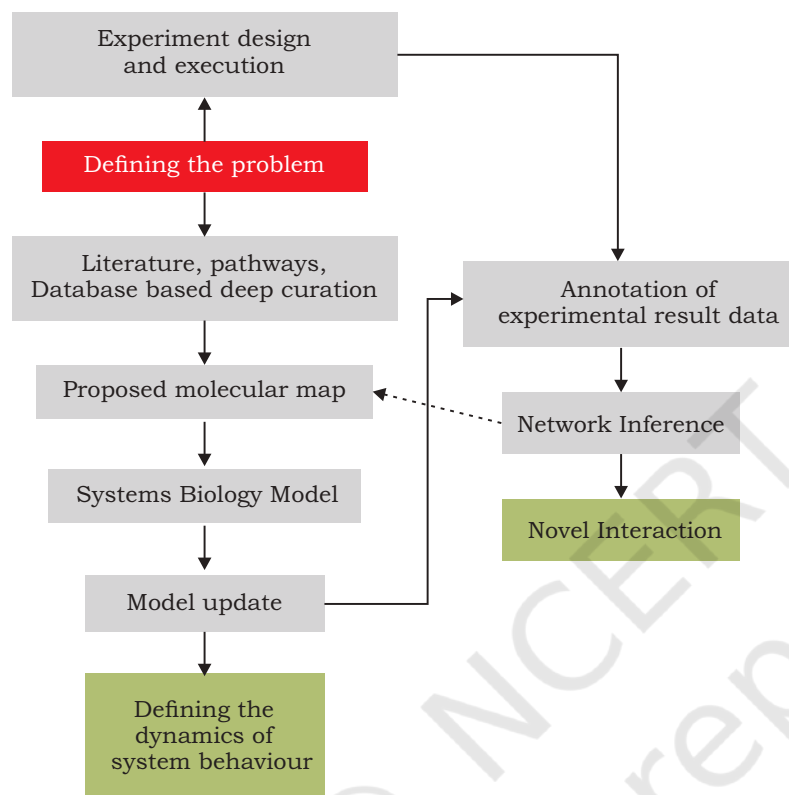 Experiment design
and execution
Defining the problem
Literature, pathways,
Database based deep curation
Proposed molecular map
Systems Biology Model
Model update
Defining the
dynamics of
system behaviour
Annotation of
experimental result data
Network Inference
Novel Interaction
© NCERT